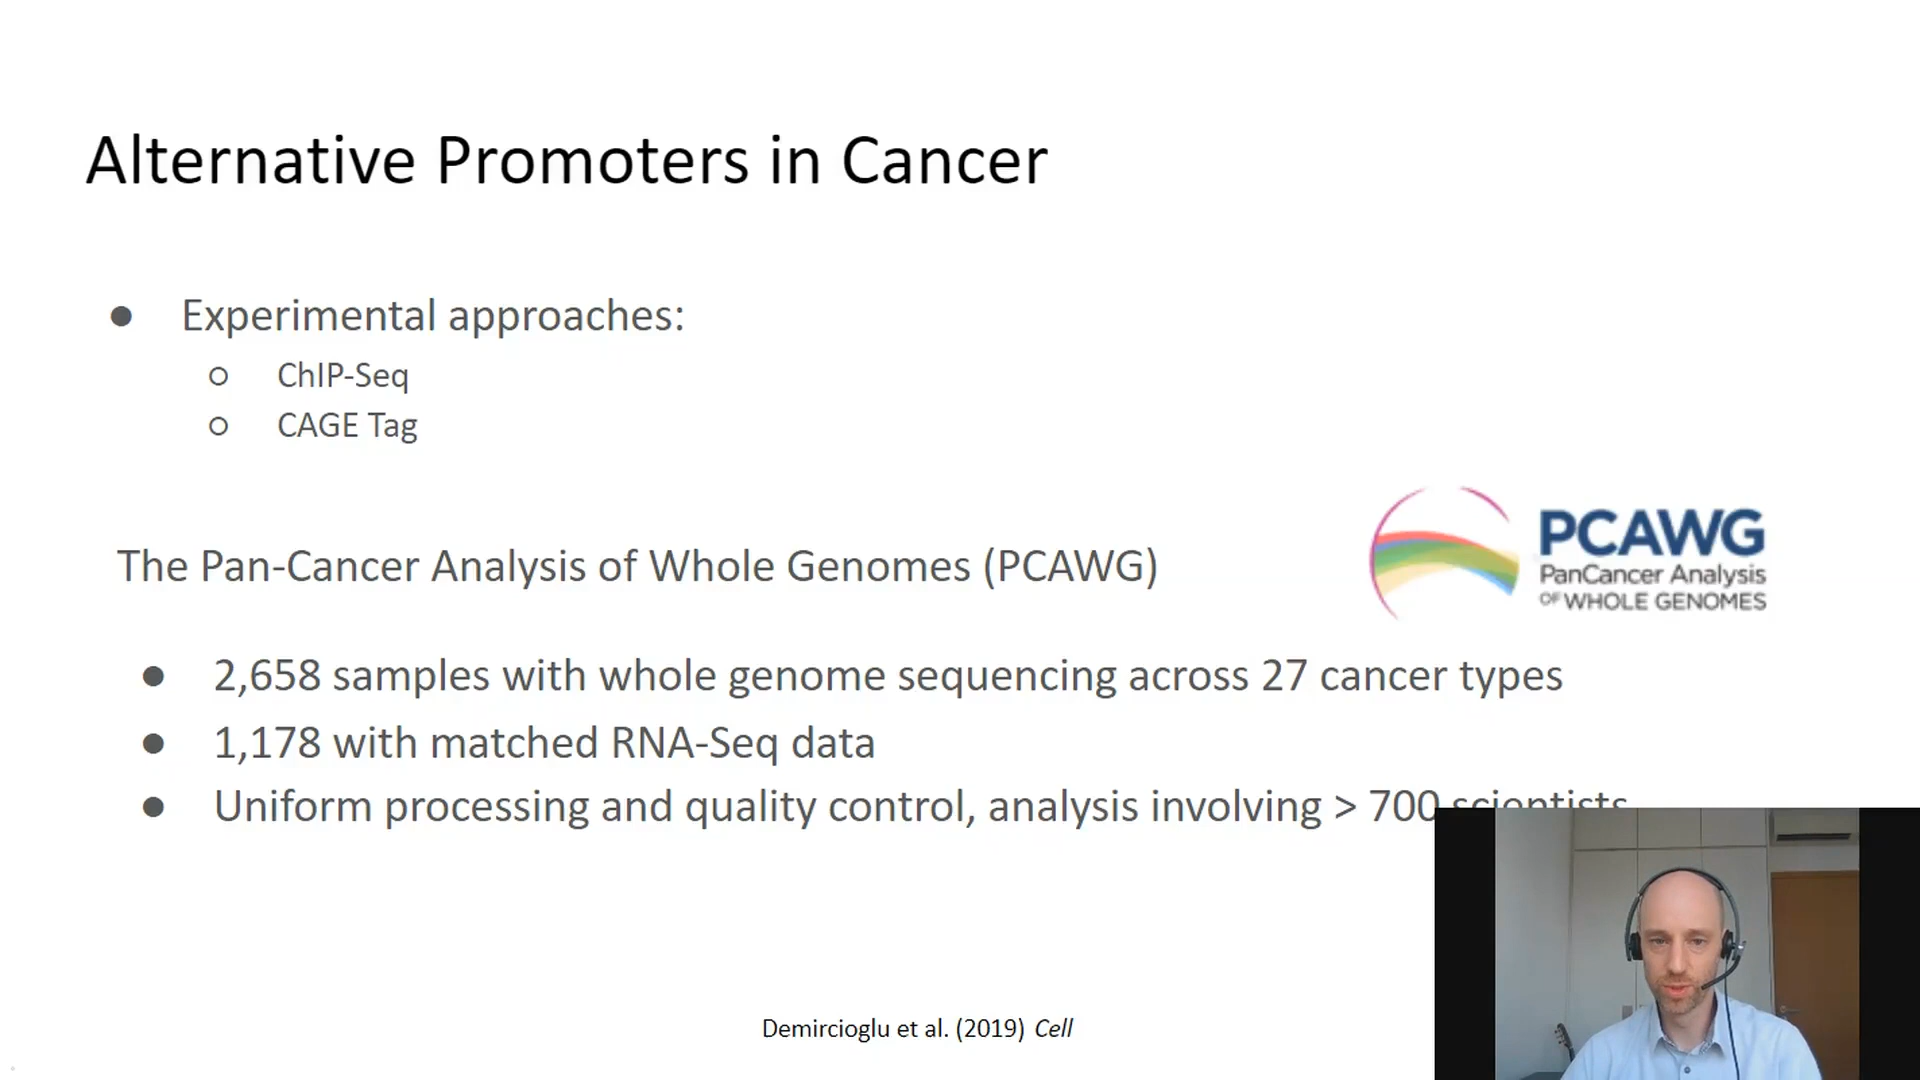 Alternative Promoters in Cancer
Experimental approaches:
ChIP-Seq
CAGE Tag
The Pan-Cancer Analysis of Whole Genomes (PCAWG)
PCAWG
PanCancer Analysis
OF WHOLE GENOMES
2,658 samples with whole genome sequencing across 27 cancer types
1,178 with matched RNA-Seq data
Uniform processing and quality control, analysis involving > 700 scientists
Demircioglu et al. (2019) Cell